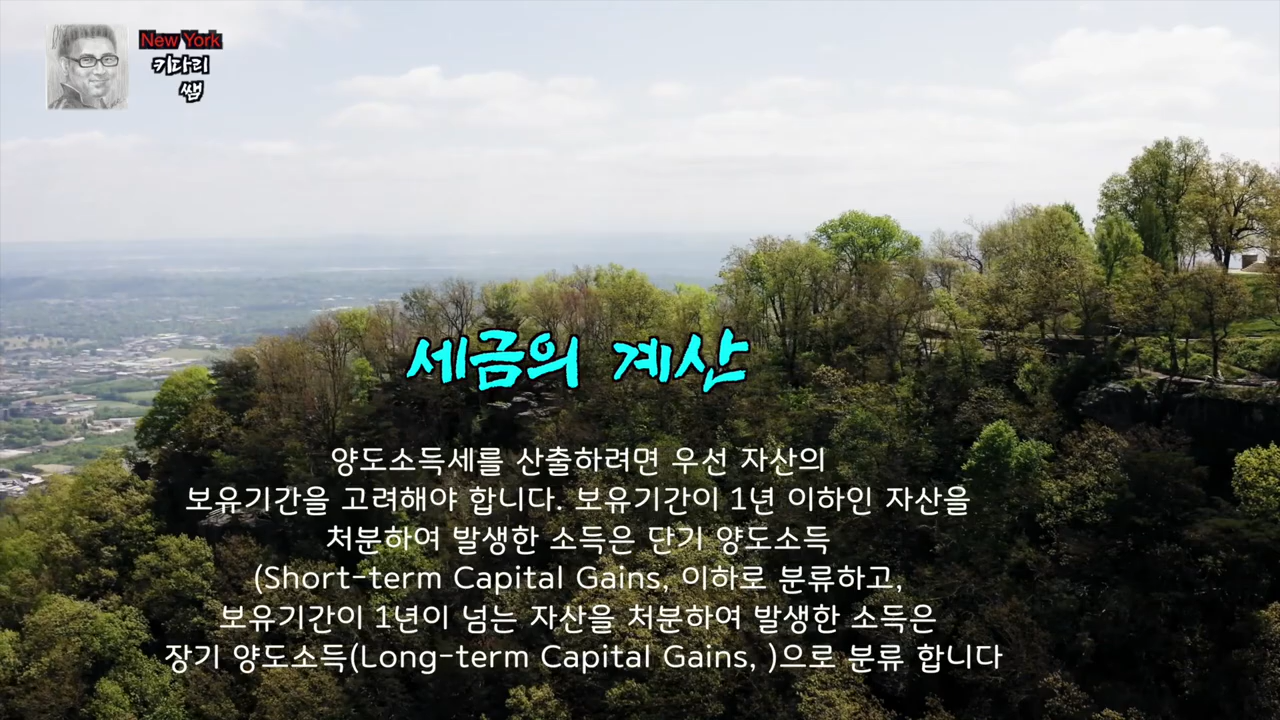 New York
키다리
쌤
세금의 계산
양도소득세를 산출하려면 우선 자산의
보유기간을 고려해야 합니다. 보유기간이 1년 이하인 자산을
처분하여 발생한 소득은 단기 양도소득
(Short-term Capital Gains, 이하로 분류하고,
보유기간이 1년이 넘는 자산을 처분하여 발생한 소득은
장기 양도소득(Long-term Capital Gains, )으로 분류 합니다